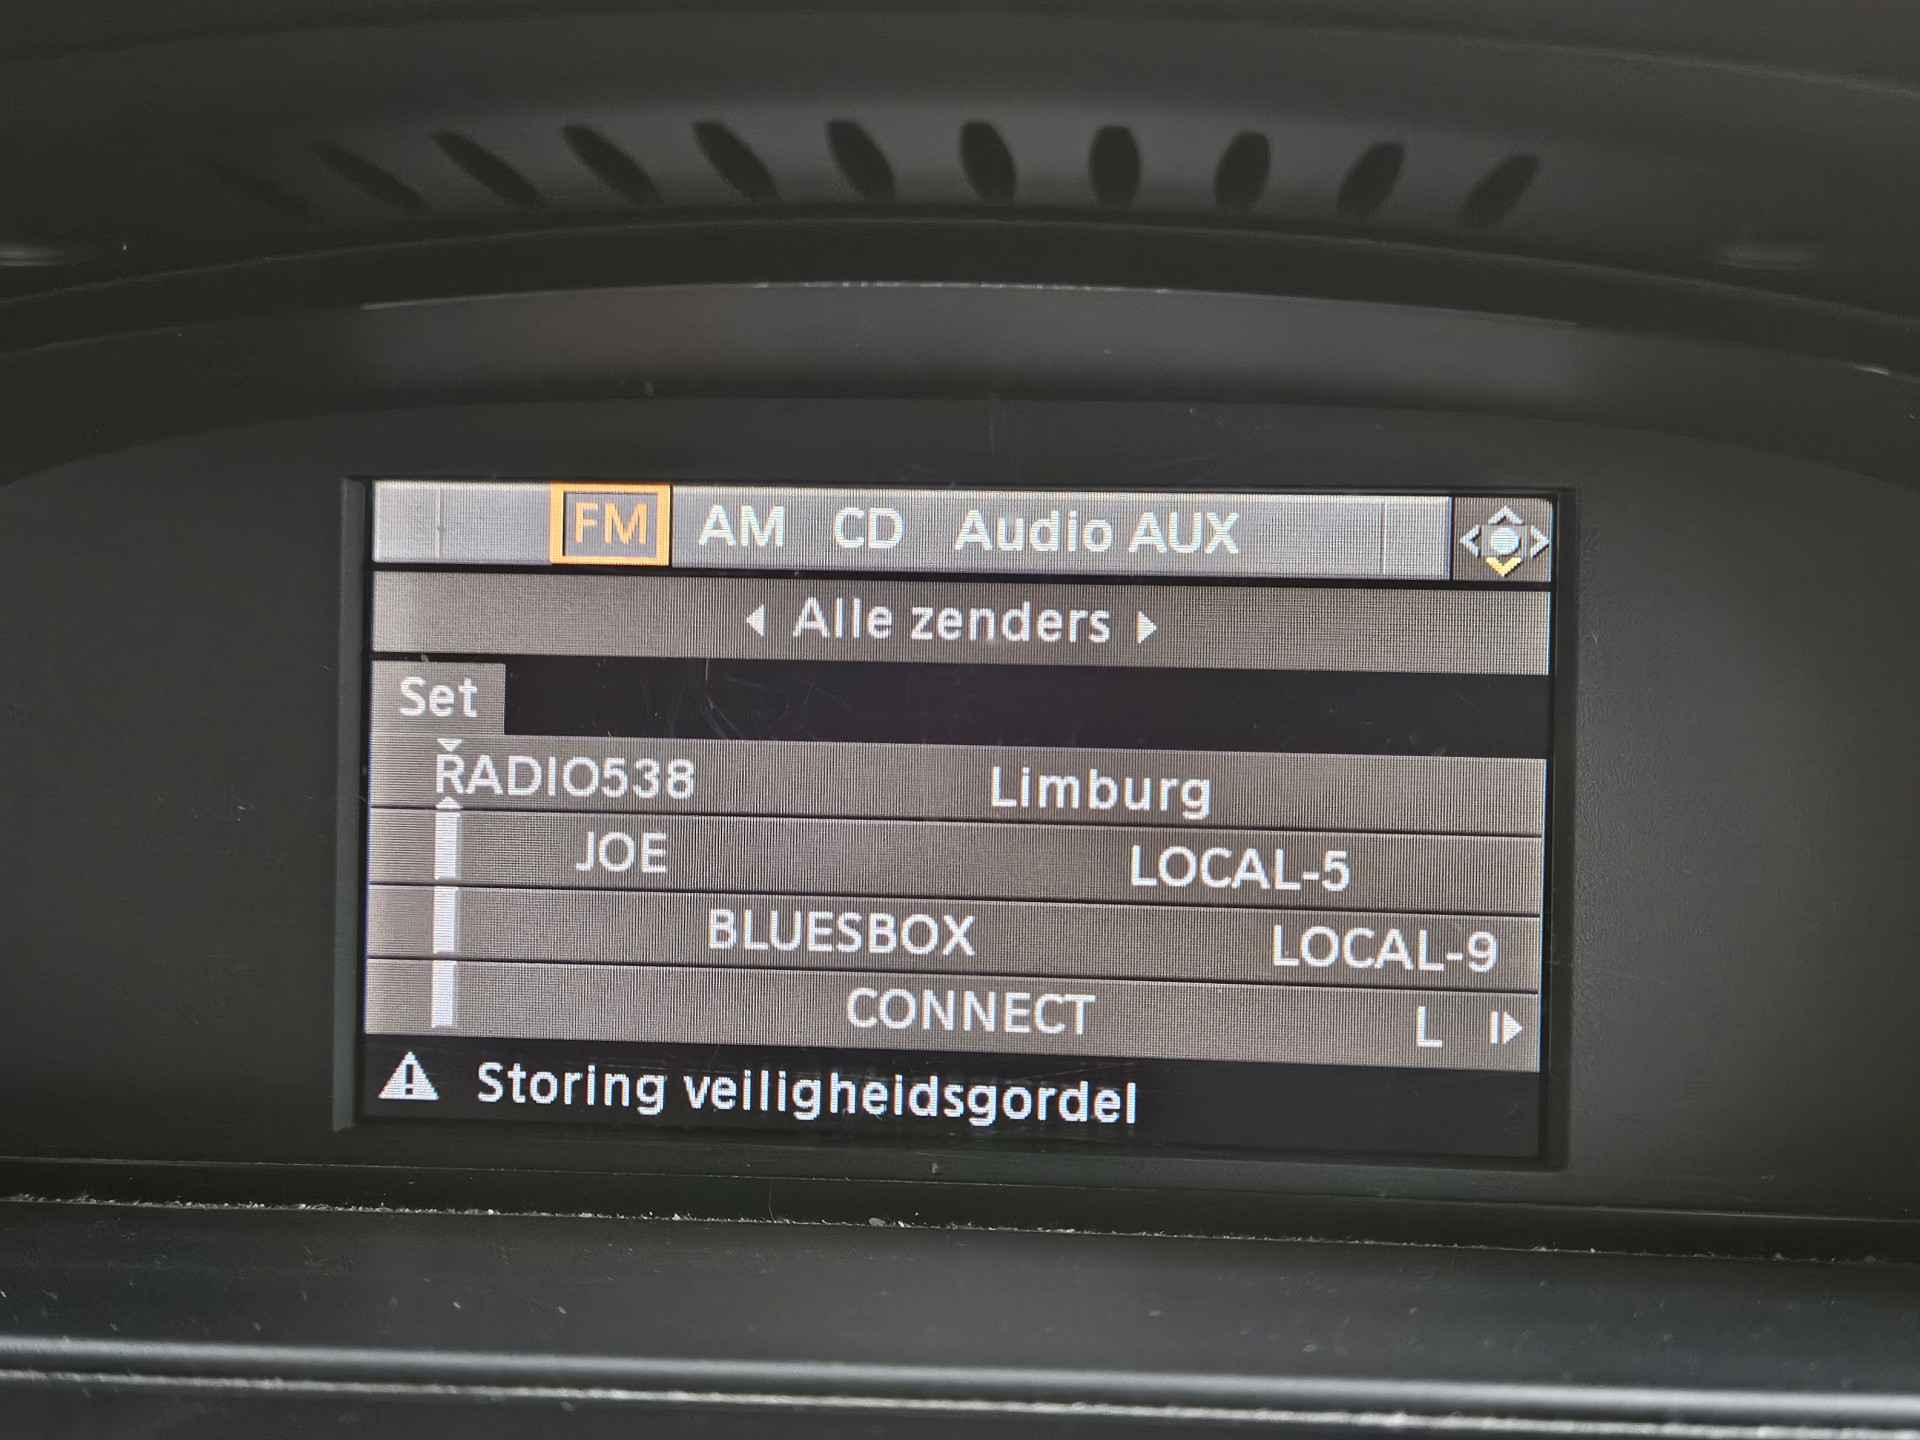 FM AM CD Audio AUX
Alle zenders
Set
RADIO538 Limburg
JOE LOCAL-5
BLUESBOX LOCAL-9
CONNECT L
Storing veiligheidsgordel